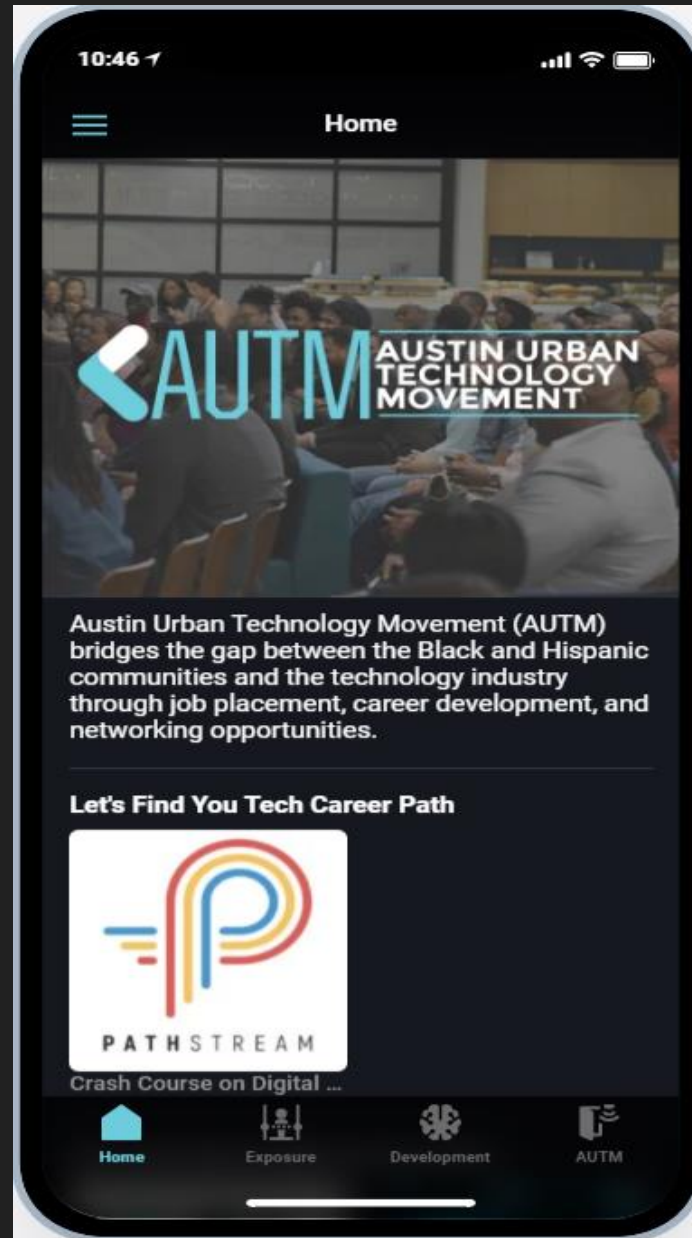 10:46
Home
AUTM
AUSTIN URBAN
TECHNOLOGY
MOVEMENT
Austin Urban Technology Movement (AUTM)
bridges the gap between the Black and Hispanic
communities and the technology industry
through job placement, career development, and
networking opportunities.
Let's Find You Tech Career Path
PATHSTREAM
Crash Course on Digital ...
Home
Exposure
Development
AUTM